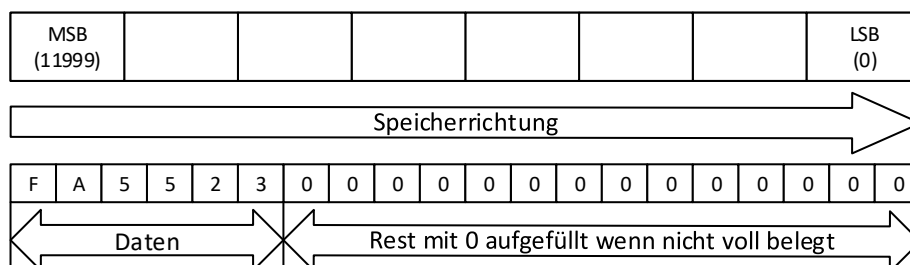 MSB
(11999)
LSB
(0)
Speicherrichtung
F A 5 5 2 3 0 0 0 0 0 0 0 0 0 0 0 0 0 0
Daten
Rest mit 0 aufgefüllt wenn nicht voll belegt